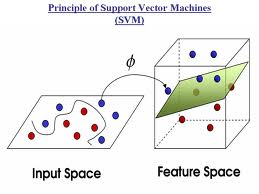 Principle of Support Vector Machines
(SVM)
ϕ
Input Space
Feature Space